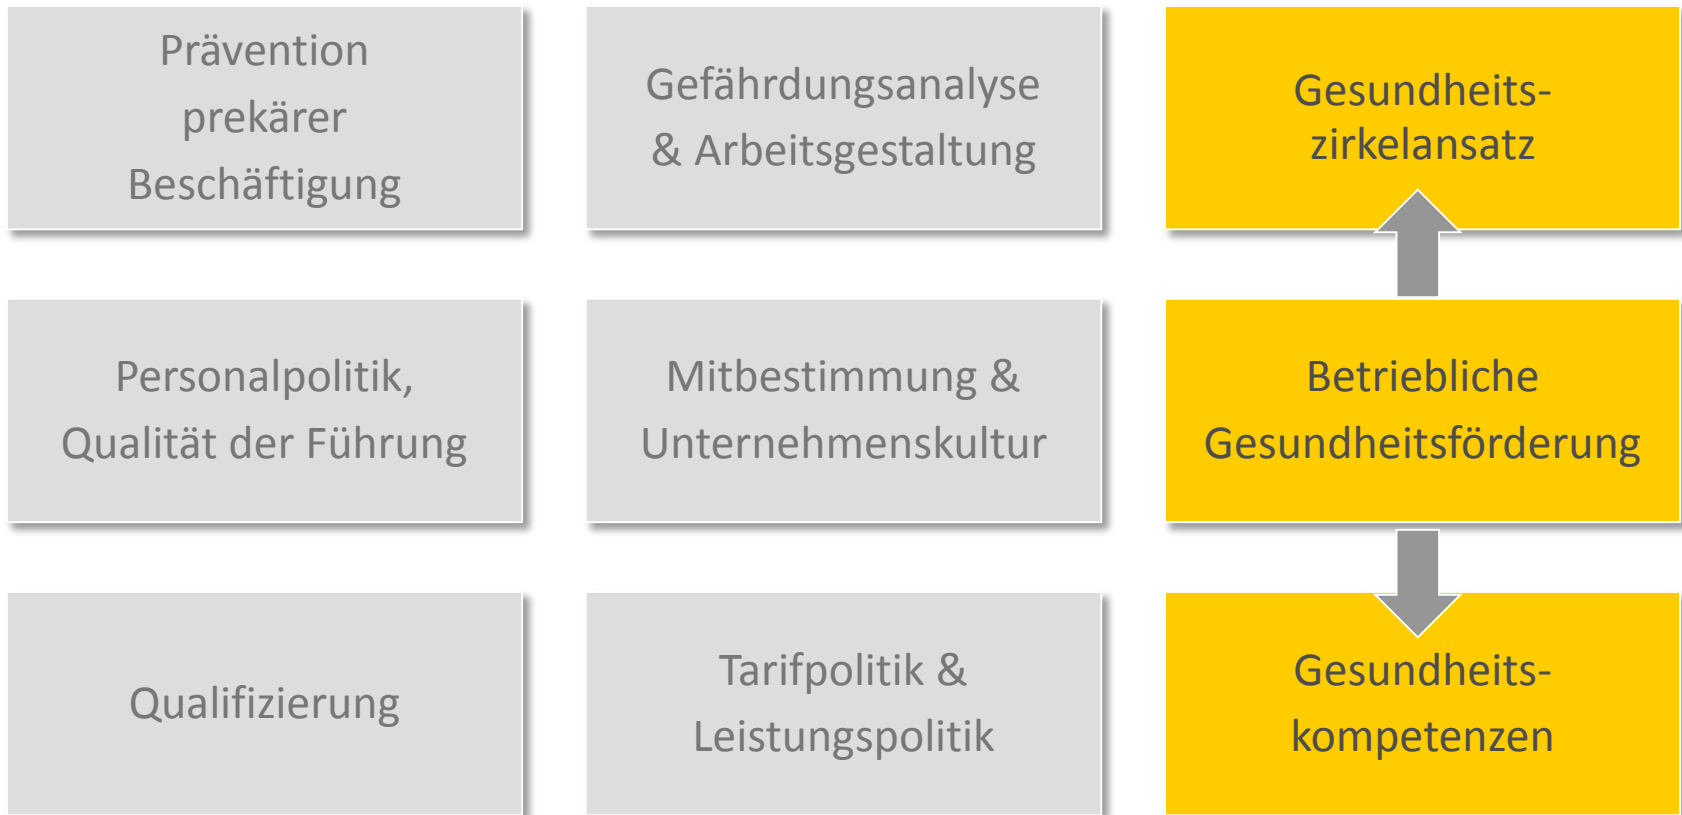 Prävention
prekärer
Beschäftigung
Gefährdungsanalyse
& Arbeitsgestaltung
Gesundheits-
zirkelansatz
Personalpolitik,
Qualität der Führung
Mitbestimmung &
Unternehmenskultur
Betriebliche
Gesundheitsförderung
Qualifizierung
Tarifpolitik &
Leistungspolitik
Gesundheits-
kompetenzen